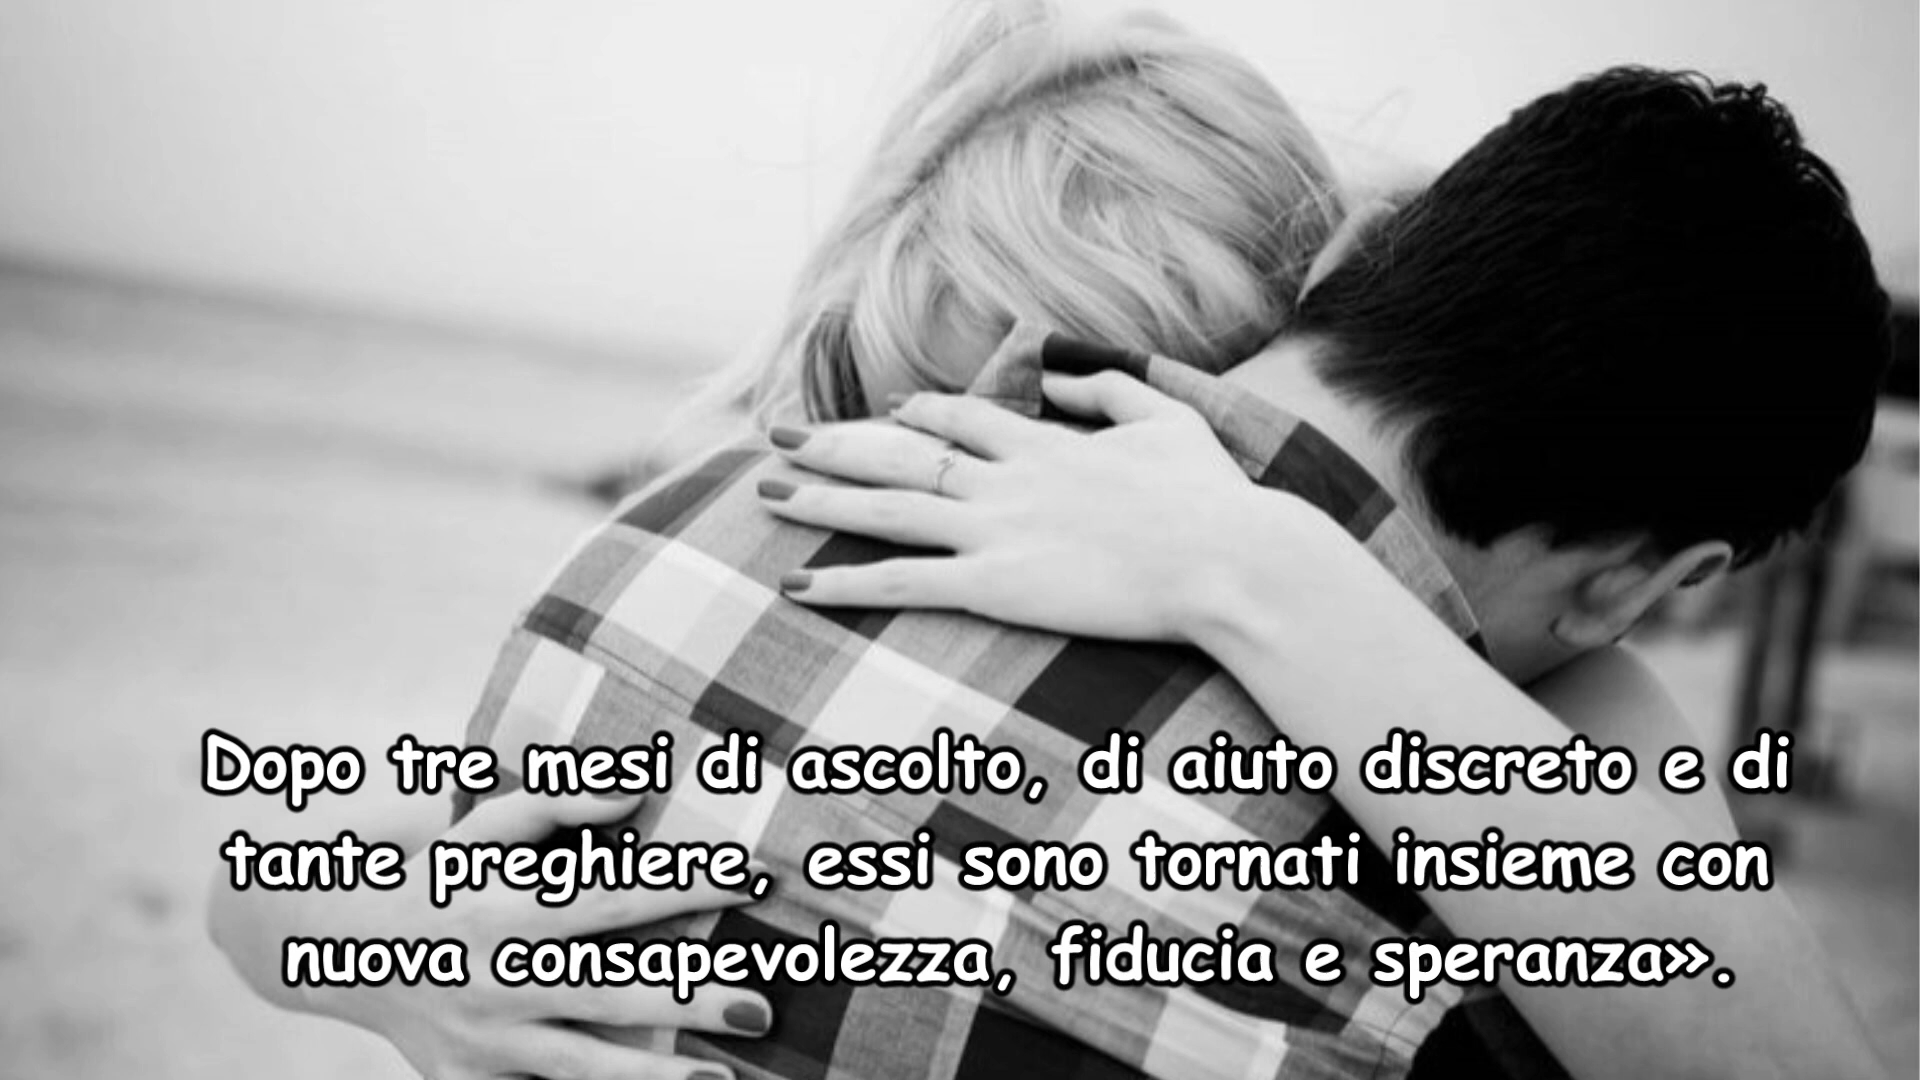 Dopo tre mesi di ascolto, di aiuto discreto e di
tante preghiere, essi sono tornati insieme con
nuova consapevolezza, fiducia e speranza».